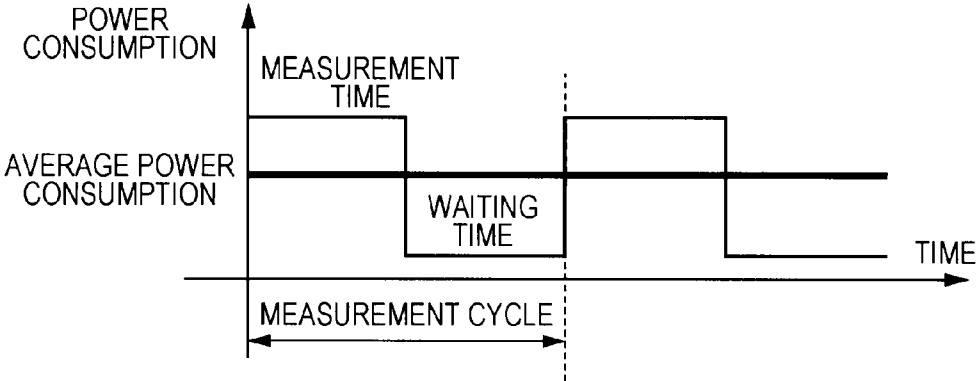 POWER
CONSUMPTION
MEASUREMENT
TIME
AVERAGE POWER
CONSUMPTION
WAITING
TIME
TIME
MEASUREMENT CYCLE